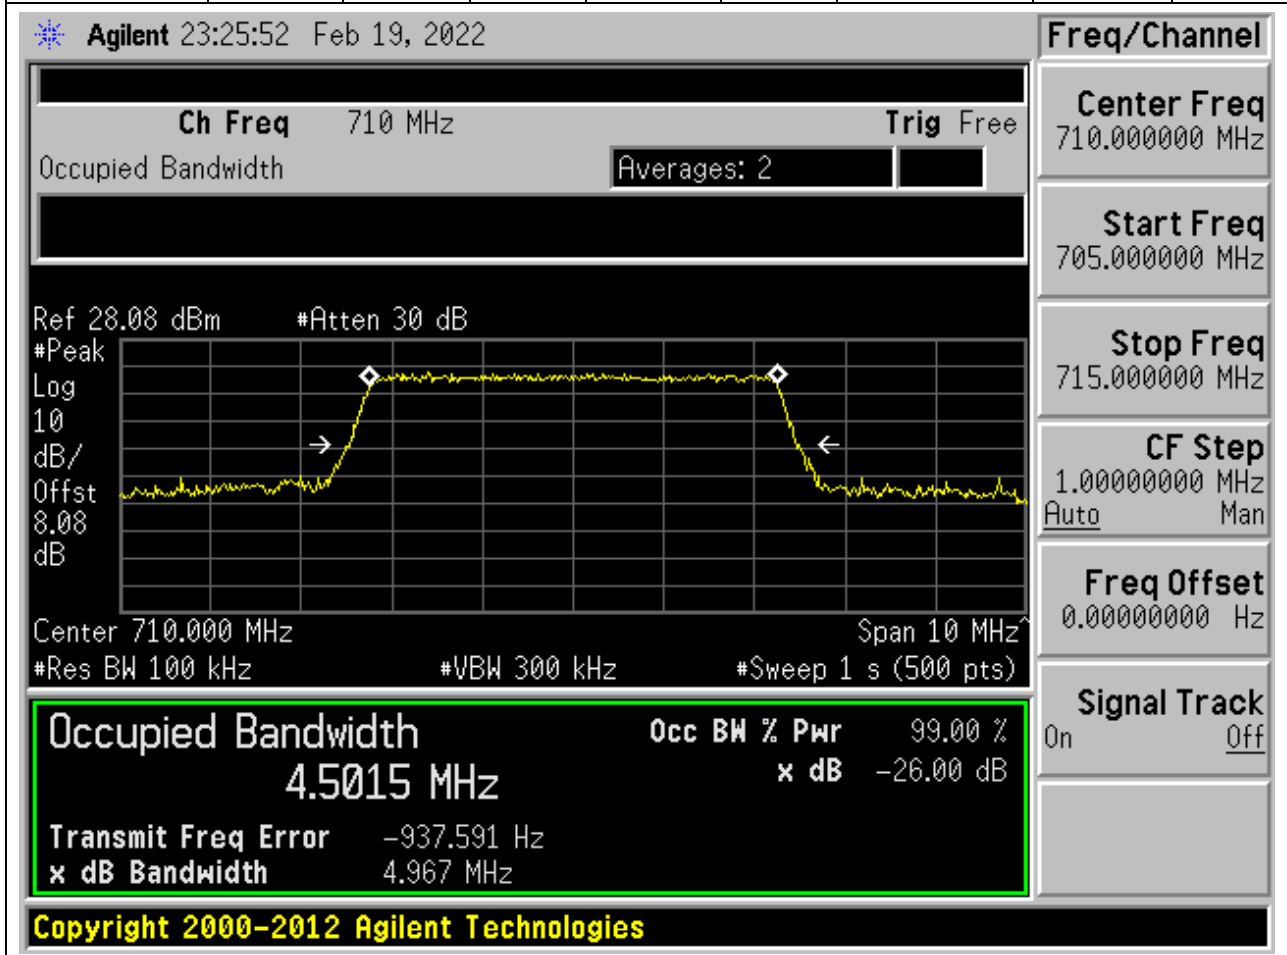 Agilent 23:25:52 Feb 19, 2022
Freq/Channel
Ch Freq 710 MHz Trig Free
Occupied Bandwidth Averages: 2
Center Freq
710.000000 MHz
Start Freq
705.000000 MHz
Stop Freq
715.000000 MHz
CF Step
1.00000000 MHz
Auto Man
Freq Offset
0.00000000 Hz
Signal Track
On Off
Ref 28.08 dBm #Atten 30 dB
#Peak
Log
10
dB/
Offst
8.08
dB
Center 710.000 MHz Span 10 MHz^
#Res BW 100 kHz #VBW 300 kHz #Sweep 1 s (500 pts)
Occupied Bandwidth Occ BW % Pwr 99.00 %
4.5015 MHz x dB -26.00 dB
Transmit Freq Error -937.591 Hz
x dB Bandwidth 4.967 MHz
Copyright 2000-2012 Agilent Technologies